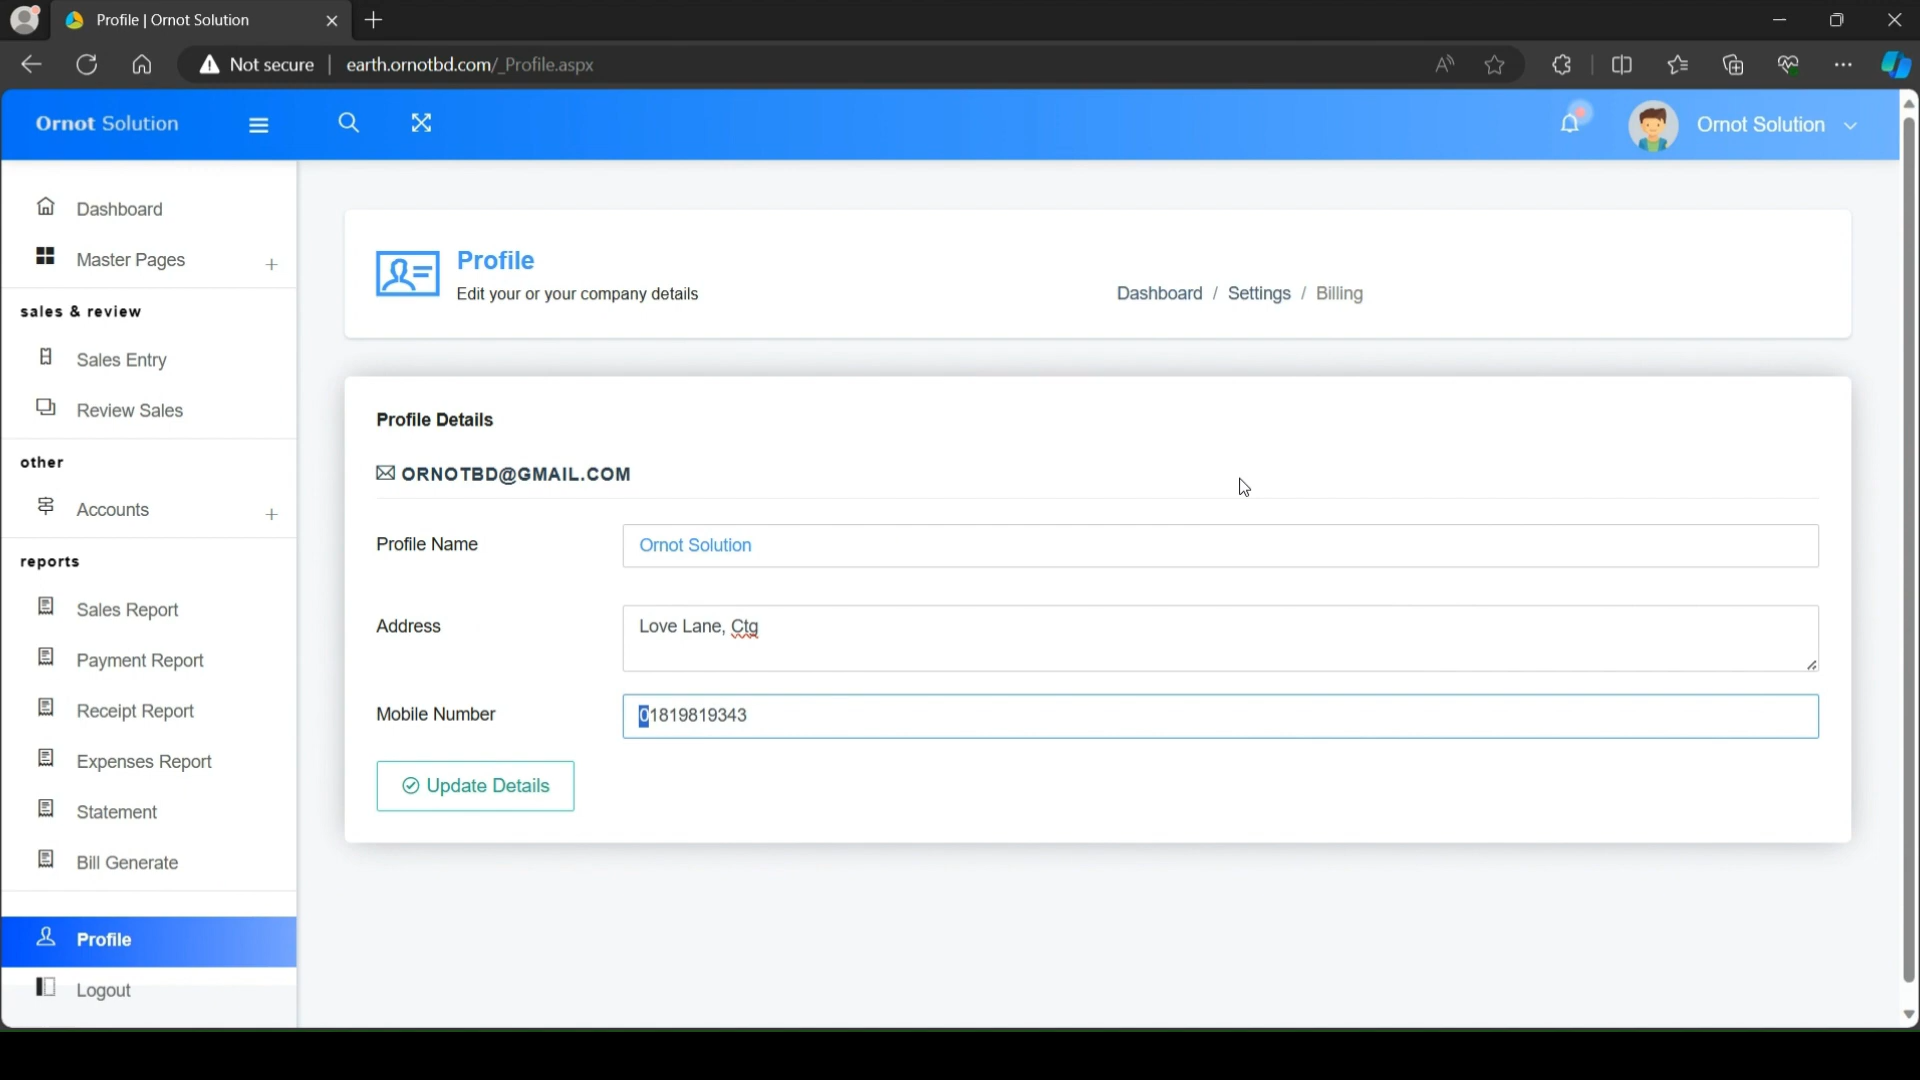 Profile | Ornot Solution
Not secure
earth.ornotbd.com/_Profile.aspx
Ornot Solution
Ornot Solution
Dashboard
Master Pages
sales & review
Sales Entry
Review Sales
other
Accounts
reports
Sales Report
Payment Report
Receipt Report
Expenses Report
Statement
Bill Generate
Profile
Logout
Profile
Edit your or your company details
Dashboard / Settings / Billing
Profile Details
ORNOTBD@GMAIL.COM
Profile Name
Ornot Solution
Address
Love Lane, Ctg
Mobile Number
01819819343
Update Details